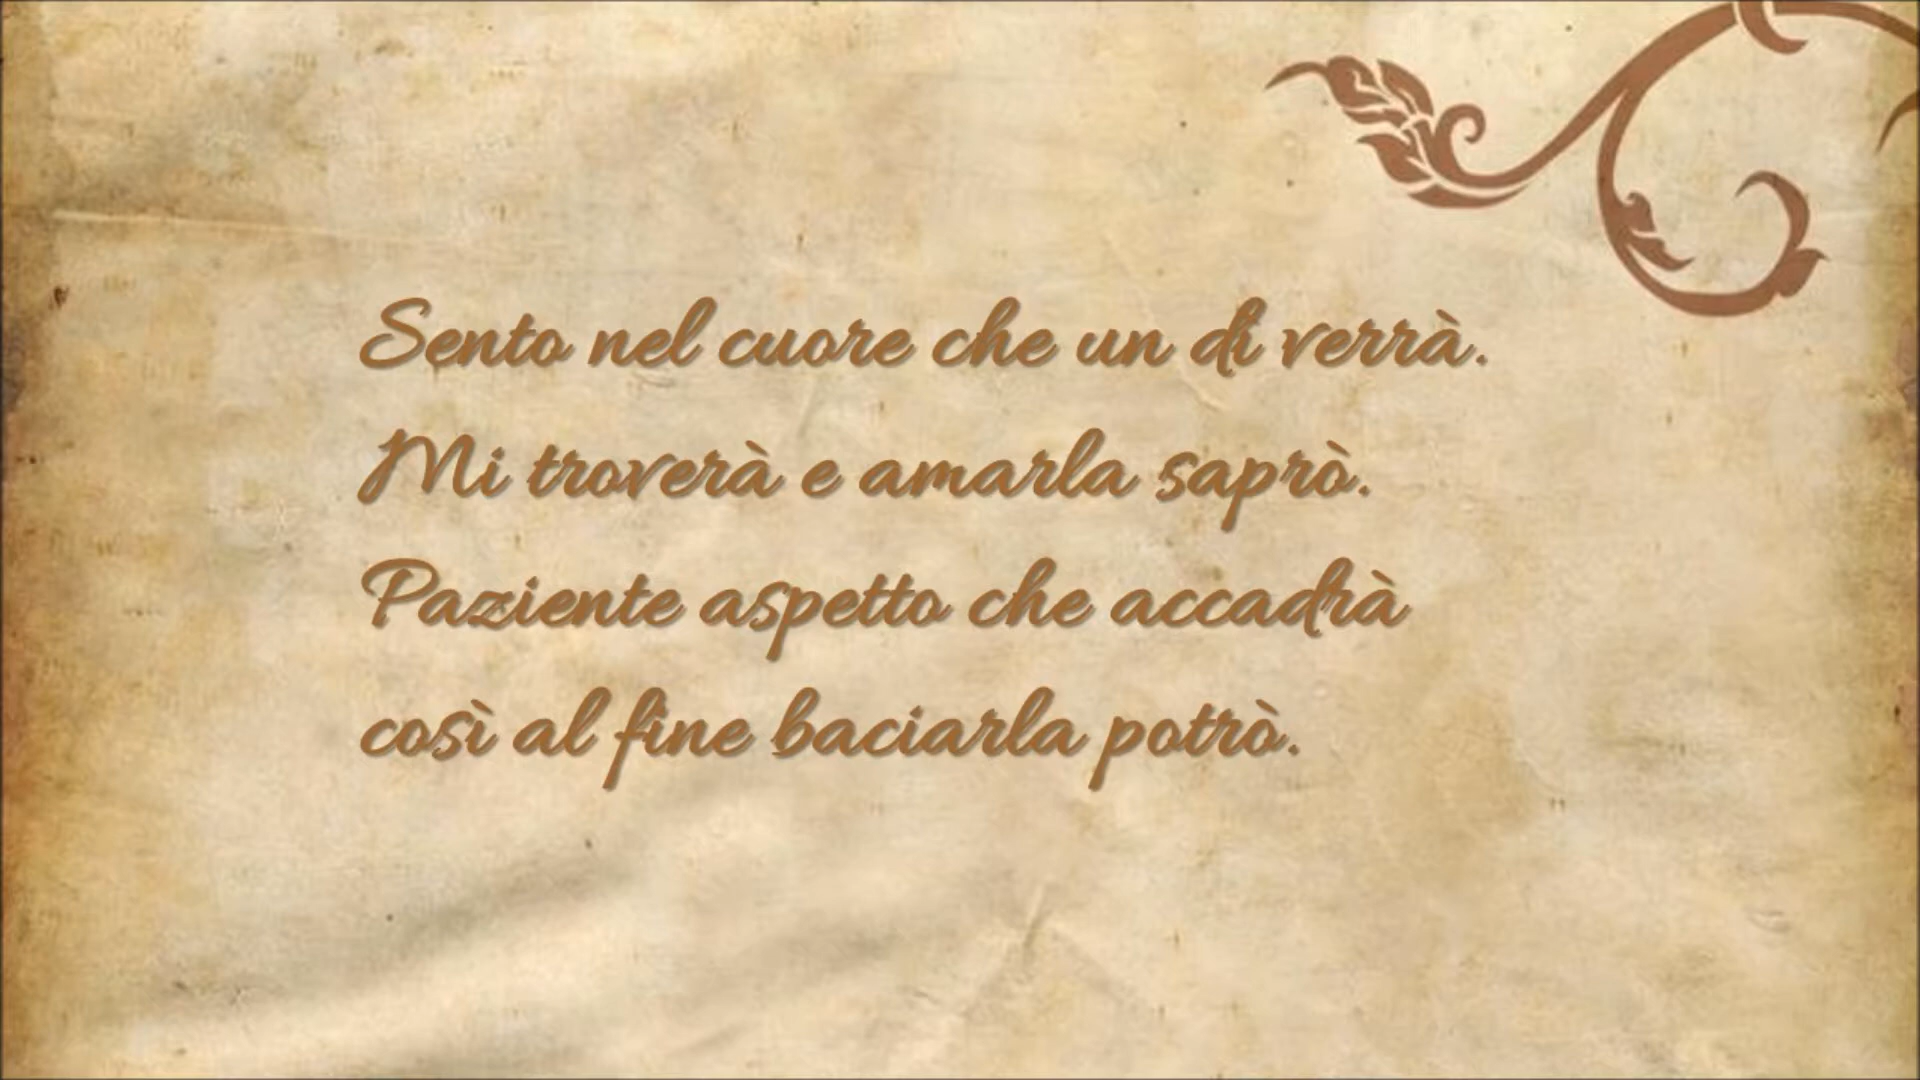 Sento nel cuore che un dì verrà.
Mi troverà e amarla saprò.
Paziente aspetto che accadrà
così al fine baciarla potrò.